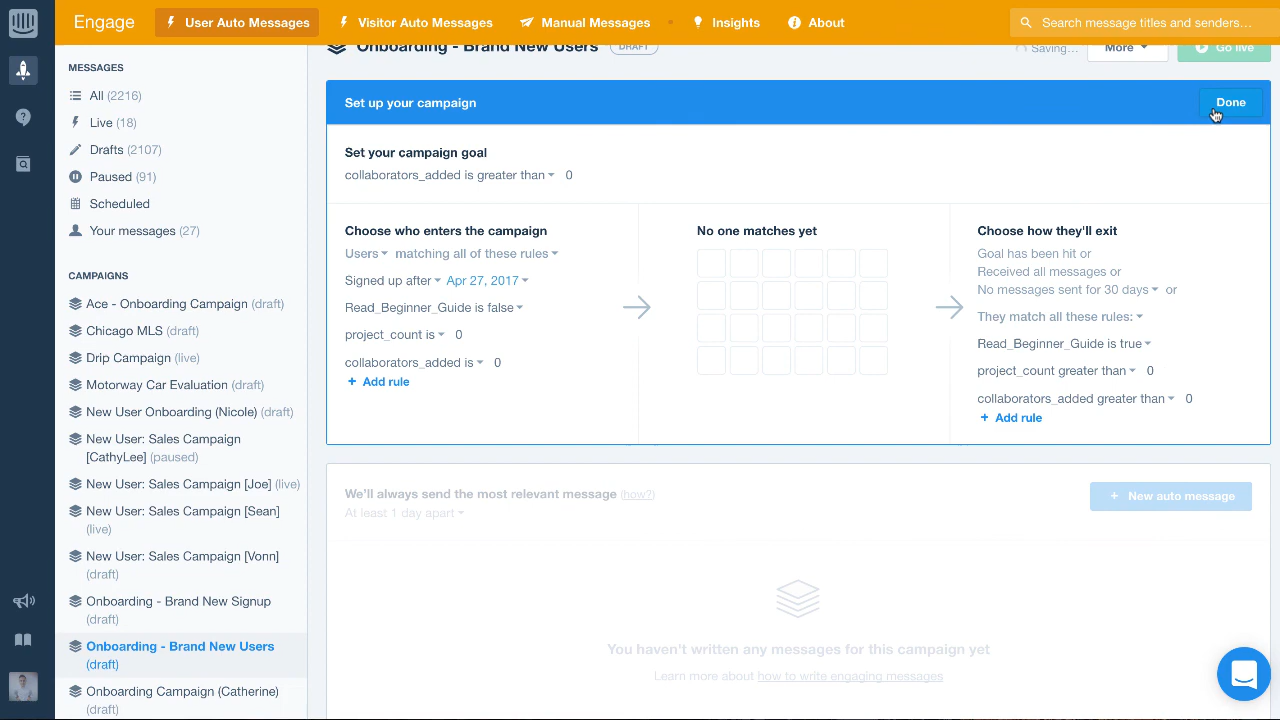 Engage
User Auto Messages
Visitor Auto Messages
Manual Messages
Insights
About
Search message titles and senders...
MESSAGES
All (2216)
Live (18)
Drafts (2107)
Paused (91)
Scheduled
Your messages (27)
CAMPAIGNS
Ace - Onboarding Campaign (draft)
Chicago MLS (draft)
Drip Campaign (live)
Motorway Car Evaluation (draft)
New User Onboarding (Nicole) (draft)
New User: Sales Campaign
[CathyLee] (paused)
New User: Sales Campaign [Joe] (live)
New User: Sales Campaign [Sean]
(live)
New User: Sales Campaign [Vonn]
(draft)
Onboarding - Brand New Signup
(draft)
Onboarding - Brand New Users
(draft)
Onboarding Campaign (Catherine)
(draft)
Onboarding - Brand New Users
DRAFT
Saving...
More
Go live
Set up your campaign
Done
Set your campaign goal
collaborators_added is greater than 0
Choose who enters the campaign
Users matching all of these rules
Signed up after Apr 27, 2017
Read_Beginner_Guide is false
project_count is 0
collaborators_added is 0
+ Add rule
No one matches yet
Choose how they'll exit
Goal has been hit or
Received all messages or
No messages sent for 30 days or
They match all these rules:
Read_Beginner_Guide is true
project_count greater than 0
collaborators_added greater than 0
+ Add rule
We'll always send the most relevant message (how?)
At least 1 day apart
+ New auto message
You haven't written any messages for this campaign yet
Learn more about how to write engaging messages